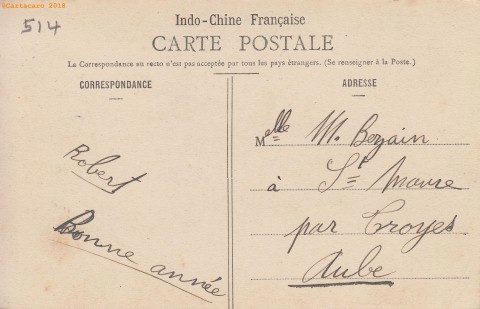 ©Cartacaro 2018
514
Indo-Chine Française
CARTE POSTALE
La Correspondance au recto n'est pas acceptée par tous les pays étrangers. (Se renseigner à la Poste.)
CORRESPONDANCE
Robert
Bonne année
ADRESSE
Melle M. Bezain
à St Maure
par Troyes
Aube